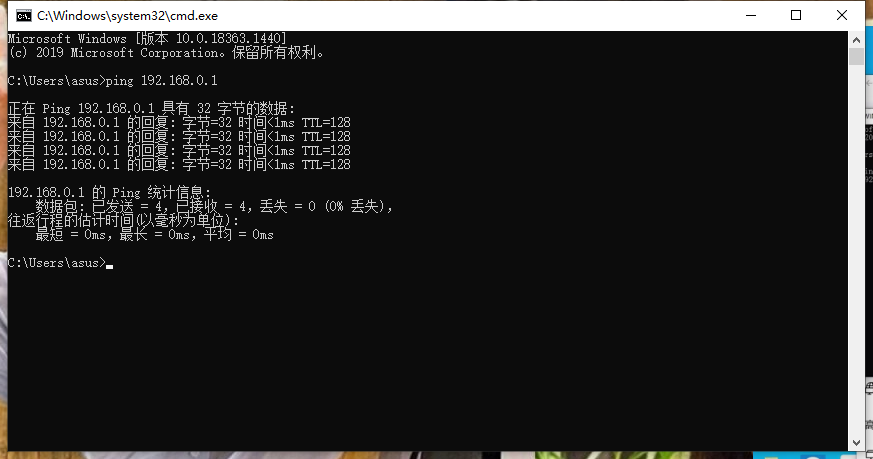 C:\Windows\system32\cmd.exe
Microsoft Windows [版本 10.0.18363.1440]
(c) 2019 Microsoft Corporation。保留所有权利。
C:\Users\asus>ping 192.168.0.1
正在 Ping 192.168.0.1 具有 32 字节的数据:
来自 192.168.0.1 的回复: 字节=32 时间<1ms TTL=128
来自 192.168.0.1 的回复: 字节=32 时间<1ms TTL=128
来自 192.168.0.1 的回复: 字节=32 时间<1ms TTL=128
来自 192.168.0.1 的回复: 字节=32 时间<1ms TTL=128
192.168.0.1 的 Ping 统计信息:
数据包: 已发送 = 4，已接收 = 4，丢失 = 0 (0% 丢失)，
往返行程的估计时间(以毫秒为单位):
最短 = 0ms，最长 = 0ms，平均 = 0ms
C:\Users\asus>